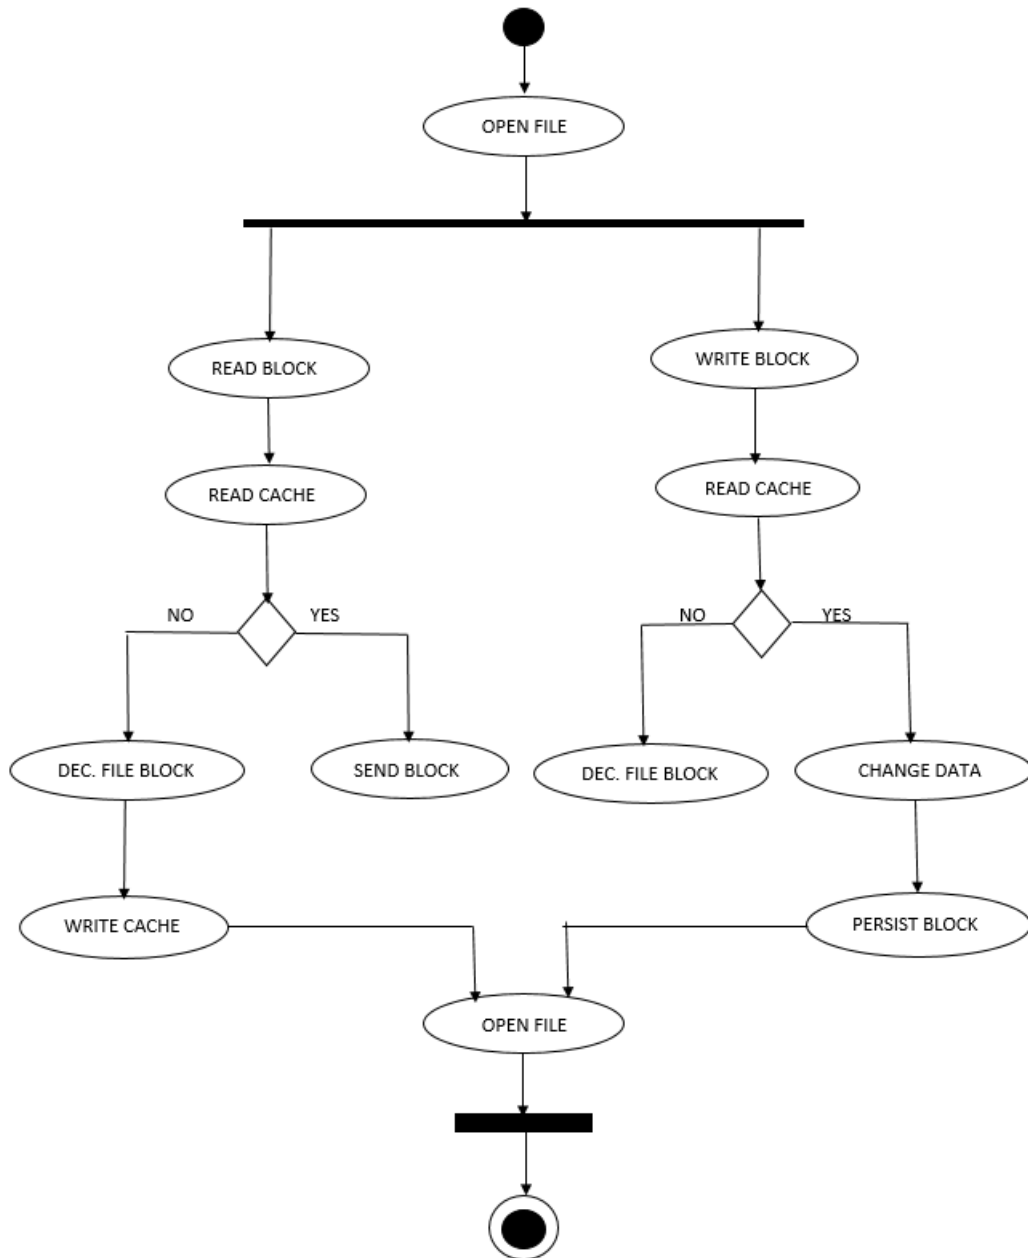 OPEN FILE
READ BLOCK
WRITE BLOCK
READ CACHE
READ CACHE
NO
YES
NO
YES
DEC. FILE BLOCK
SEND BLOCK
DEC. FILE BLOCK
CHANGE DATA
WRITE CACHE
PERSIST BLOCK
OPEN FILE